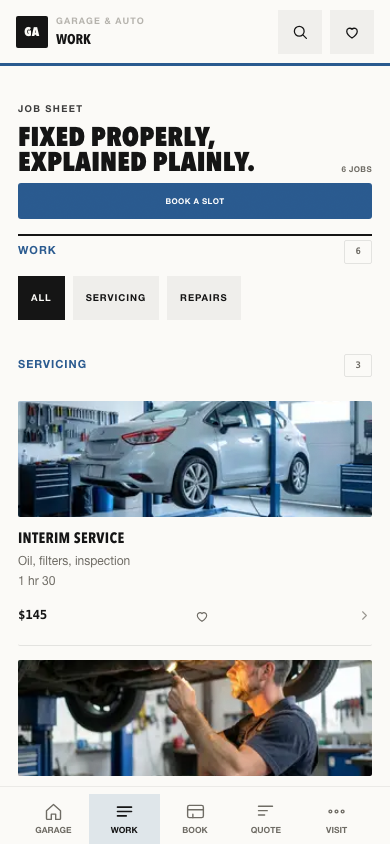 GA
GARAGE & AUTO
WORK
JOB SHEET
FIXED PROPERLY,
EXPLAINED PLAINLY.
6 JOBS
BOOK A SLOT
WORK
6
ALL
SERVICING
REPAIRS
SERVICING
3
INTERIM SERVICE
Oil, filters, inspection
1 hr 30
$145
GARAGE
WORK
BOOK
QUOTE
VISIT